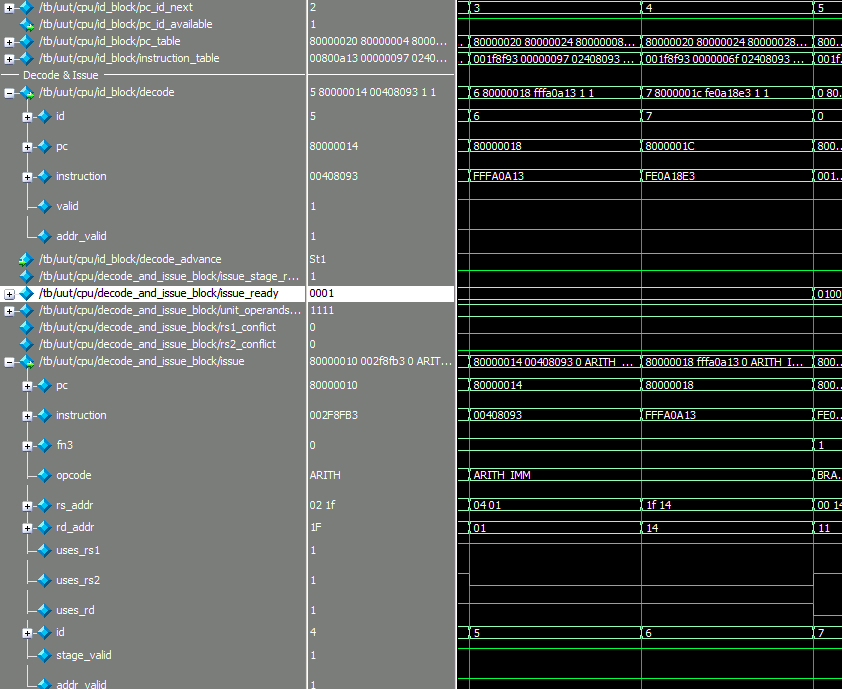 /tb/uut/cpu/id_block/pc_id_next 2 3 4 5
/tb/uut/cpu/id_block/pc_id_available 1
/tb/uut/cpu/id_block/pc_table 80000020 80000004 8000... 80000020 80000024 80000008... 80000020 80000024 80000028... 800...
/tb/uut/cpu/id_block/instruction_table 00800a13 00000097 0240... 001f8f93 00000097 02408093 ... 001f8f93 0000006f 02408093 ... 001f...
Decode & Issue
/tb/uut/cpu/id_block/decode 5 80000014 00408093 1 1 6 80000018 fffa0a13 1 1 7 8000001c fe0a18e3 1 1 0 80...
id 5 6 7 0
pc 80000014 80000018 8000001C 800...
instruction 00408093 FFFA0A13 FE0A18E3 001...
valid 1
addr_valid 1
/tb/uut/cpu/id_block/decode_advance St1
/tb/uut/cpu/decode_and_issue_block/issue_stage_r... 1
/tb/uut/cpu/decode_and_issue_block/issue_ready 0001 0100
/tb/uut/cpu/decode_and_issue_block/unit_operands... 1111
/tb/uut/cpu/decode_and_issue_block/rs1_conflict 0
/tb/uut/cpu/decode_and_issue_block/rs2_conflict 0
/tb/uut/cpu/decode_and_issue_block/issue 80000010 002f8fb3 0 ARIT... 80000014 00408093 0 ARITH_... 80000018 fffa0a13 0 ARITH_I... 800...
pc 80000010 80000014 80000018 800...
instruction 002F8FB3 00408093 FFFA0A13 FE0...
fn3 0 1
opcode ARITH ARITH_IMM BRA...
rs_addr 02 1f 04 01 1f 14 00 14
rd_addr 1F 01 14 11
uses_rs1 1
uses_rs2 1
uses_rd 1
id 4 5 6 7
stage_valid 1
addr_valid 1